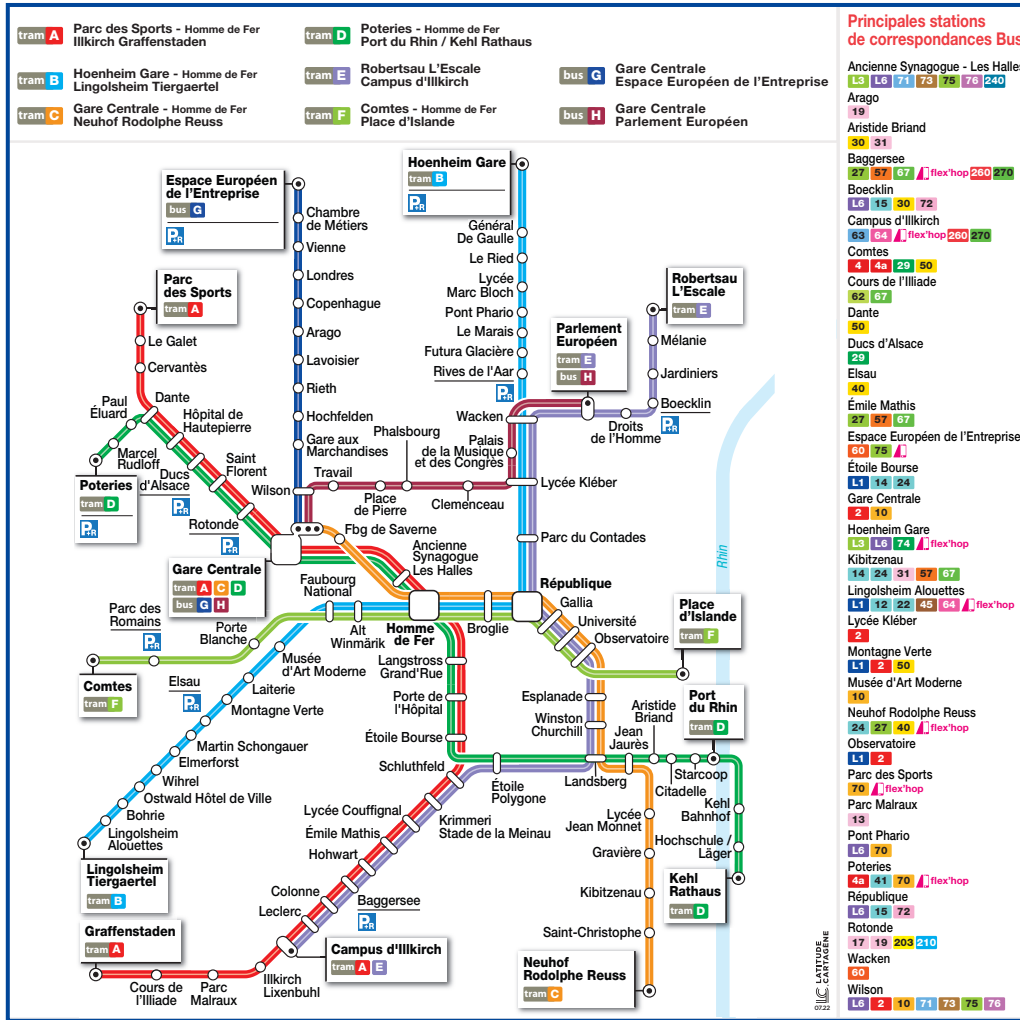 tram A Parc des Sports - Homme de Fer
Illkirch Graffenstaden
tram B Hoenheim Gare - Homme de Fer
Lingolsheim Tiergaertel
tram C Gare Centrale - Homme de Fer
Neuhof Rodolphe Reuss
tram D Poteries - Homme de Fer
Port du Rhin / Kehl Rathaus
tram E Robertsau L'Escale
Campus d'Illkirch
tram F Comtes - Homme de Fer
Place d'Islande
bus G Gare Centrale
Espace Européen de l'Entreprise
bus H Gare Centrale
Parlement Européen
Espace Européen
de l'Entreprise
bus G
P+R
Chambre
de Métiers
Vienne
Londres
Copenhague
Arago
Lavoisier
Rieth
Hochfelden
Gare aux
Marchandises
Wilson
Hoenheim Gare
tram B
P+R
Général
De Gaulle
Le Ried
Lycée
Marc Bloch
Pont Phario
Le Marais
Futura Glacière
Rives de l'Aar
P+R
Parlement
Européen
tram E
bus H
Robertsau
L'Escale
tram E
Mélanie
Jardiniers
Boecklin
P+R
Droits
de l'Homme
Wacken
Palais
de la Musique
et des Congrès
Lycée Kléber
Clemenceau
Phalsbourg
Place
de Pierre
Travail
Parc du Contades
Parc
des Sports
tram A
Le Galet
Cervantès
Dante
Paul
Éluard
Marcel
Rudloff
Poteries
tram D
P+R
Hôpital de
Hautepierre
Ducs
d'Alsace
P+R
Saint
Florent
Rotonde
P+R
Gare Centrale
tram A C D
bus G H
Fbg de Saverne
Ancienne
Synagogue
Les Halles
Faubourg
National
Alt
Winmärik
Homme
de Fer
Broglie
République
Gallia
Université
Observatoire
Place
d'Islande
tram F
Parc des
Romains
P+R
Porte
Blanche
Comtes
tram F
Musée
d'Art Moderne
Laiterie
Montagne Verte
Elsau
P+R
Martin Schongauer
Elmerforst
Wihrel
Ostwald Hôtel de Ville
Bohrie
Lingolsheim
Alouettes
Lingolsheim
Tiergaertel
tram B
Langstross
Grand'Rue
Porte de
l'Hôpital
Étoile Bourse
Schluthfeld
Étoile
Polygone
Krimmeri
Stade de la Meinau
Lycée Couffignal
Émile Mathis
Hohwart
Baggersee
P+R
Colonne
Leclerc
Campus d'Illkirch
tram A E
Illkirch
Lixenbuhl
Parc
Malraux
Cours de
l'Illiade
Graffenstaden
tram A
Esplanade
Winston
Churchill
Landsberg
Jean
Jaurès
Aristide
Briand
Citadelle
Starcoop
Port
du Rhin
tram D
Kehl
Bahnhof
Hochschule /
Läger
Kehl
Rathaus
tram D
Lycée
Jean Monnet
Gravière
Kibitzenau
Saint-Christophe
Neuhof
Rodolphe Reuss
tram C
Rhin
LATITUDE
CARTAGÈNE
07.22
Principales stations
de correspondances Bus
Ancienne Synagogue - Les Halles
L3 L6 71 73 75 76 240
Arago
19
Aristide Briand
30 31
Baggersee
27 57 67 flex'hop 260 270
Boecklin
L6 15 30 72
Campus d'Illkirch
63 64 flex'hop 260 270
Comtes
4 4a 29 50
Cours de l'Illiade
62 67
Dante
50
Ducs d'Alsace
29
Elsau
40
Émile Mathis
27 57 67
Espace Européen de l'Entreprise
60 75
Étoile Bourse
L1 14 24
Gare Centrale
2 10
Hoenheim Gare
L3 L6 74 flex'hop
Kibitzenau
14 24 31 57 67
Lingolsheim Alouettes
L1 12 22 45 64 flex'hop
Lycée Kléber
2
Montagne Verte
L1 2 50
Musée d'Art Moderne
10
Neuhof Rodolphe Reuss
24 27 40 flex'hop
Observatoire
L1 2
Parc des Sports
70 flex'hop
Parc Malraux
13
Pont Phario
L6 70
Poteries
4a 41 70 flex'hop
République
L6 15 72
Rotonde
17 19 203 210
Wacken
60
Wilson
L6 2 10 71 73 75 76